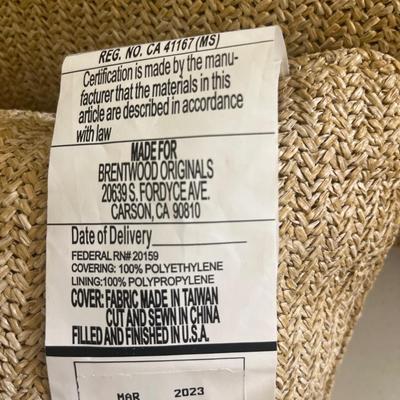 REG. NO. CA 41167 (MS)
Certification is made by the manu-
facturer that the materials in this
article are described in accordance
with law
MADE FOR
BRENTWOOD ORIGINALS
20639 S. FORDYCE AVE.
CARSON, CA 90810
Date of Delivery
FEDERAL RN# 20159
COVERING: 100% POLYETHYLENE
LINING:100% POLYPROPYLENE
COVER: FABRIC MADE IN TAIWAN
CUT AND SEWN IN CHINA
FILLED AND FINISHED IN U.S.A.
MAR 2023